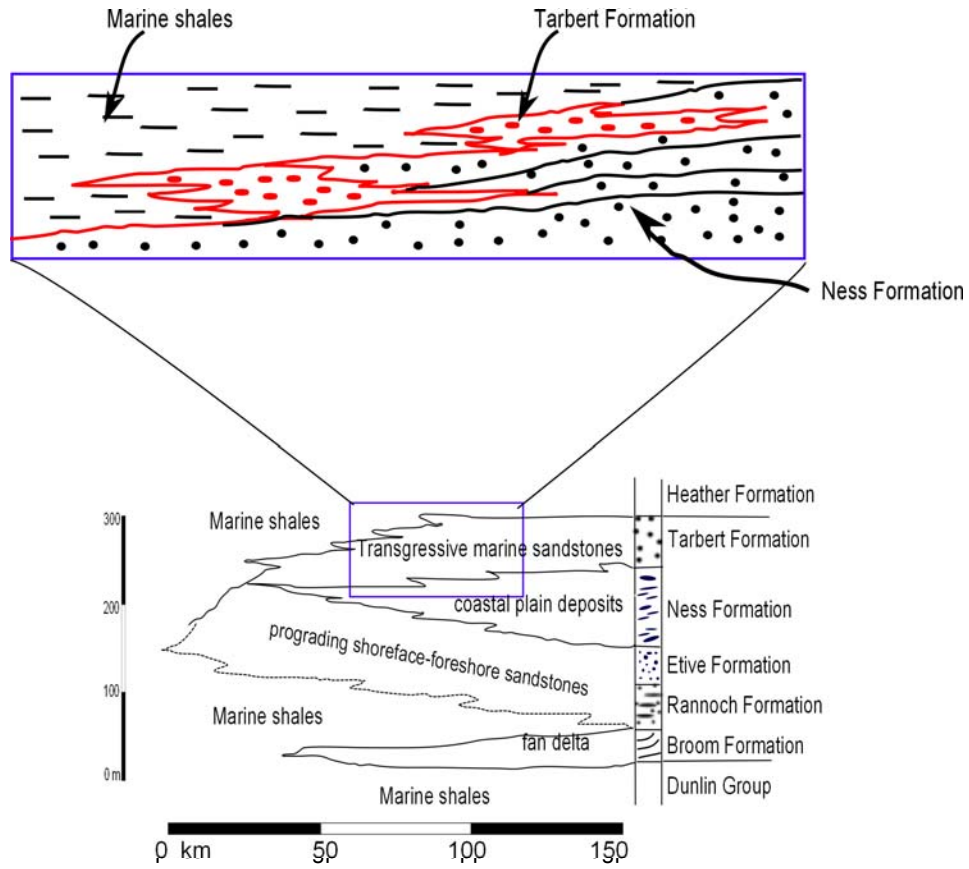 Marine shales
Tarbert Formation
Ness Formation
300
200
100
0 m
Marine shales
Transgressive marine sandstones
coastal plain deposits
prograding shoreface-foreshore sandstones
Marine shales
fan delta
Marine shales
Heather Formation
Tarbert Formation
Ness Formation
Etive Formation
Rannoch Formation
Broom Formation
Dunlin Group
0 km 50 100 150